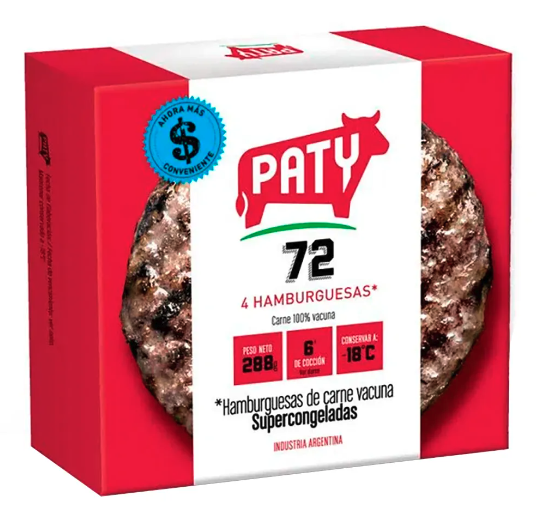 PATY
AHORA MÁS
$
CONVENIENTE
PATY
72
4 HAMBURGUESAS*
Carne 100% vacuna
PESO NETO
288g
6'
DE COCCIÓN
CONSERVAR A:
-18°C
*Hamburguesas de carne vacuna
Supercongeladas
INDUSTRIA ARGENTINA
PATY